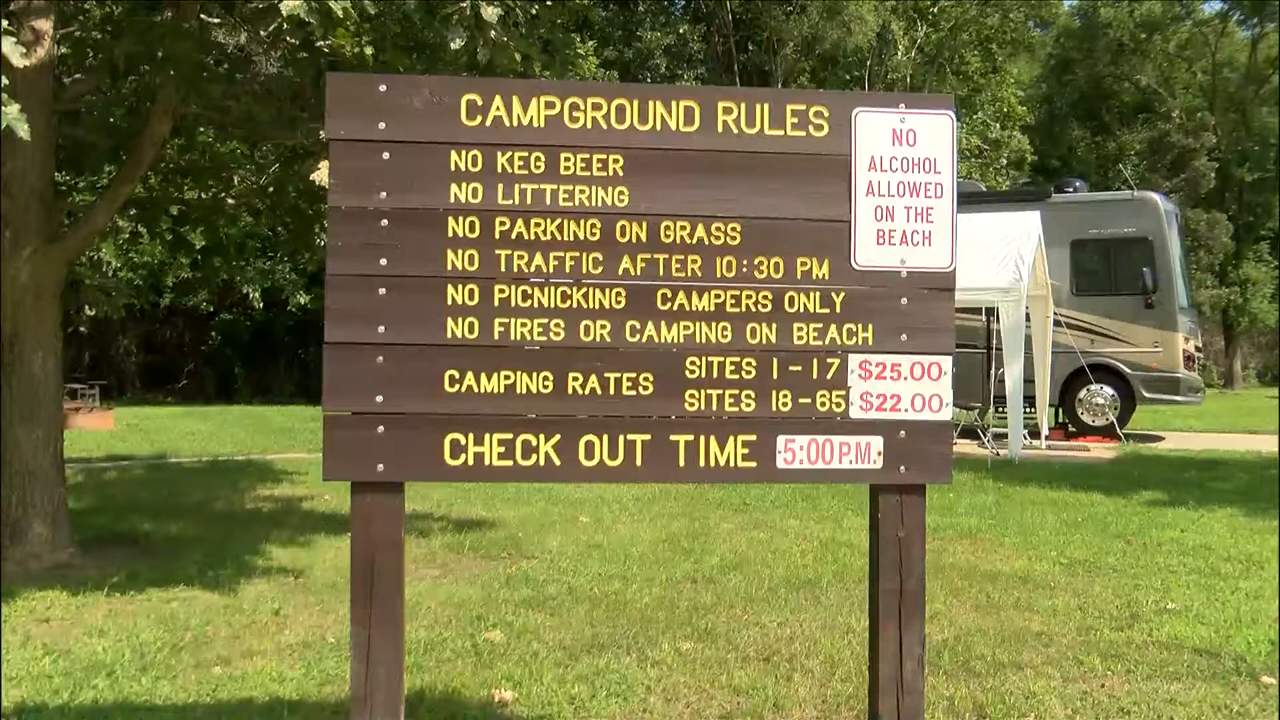 CAMPGROUND RULES
NO KEG BEER
NO LITTERING
NO PARKING ON GRASS
NO TRAFFIC AFTER 10:30 PM
NO PICNICKING CAMPERS ONLY
NO FIRES OR CAMPING ON BEACH
CAMPING RATES SITES 1-17 $25.00
SITES 18-65 $22.00
CHECK OUT TIME 5:00 P.M.
NO
ALCOHOL
ALLOWED
ON THE
BEACH